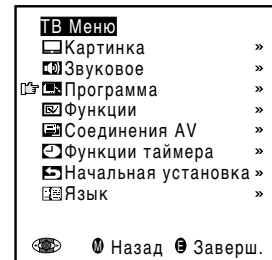 ТВ Меню
Картинка »
Звуковое »
Программа »
Функции »
Соединения AV »
Функции таймера »
Начальная установка »
Язык »
M Назад E Заверш.